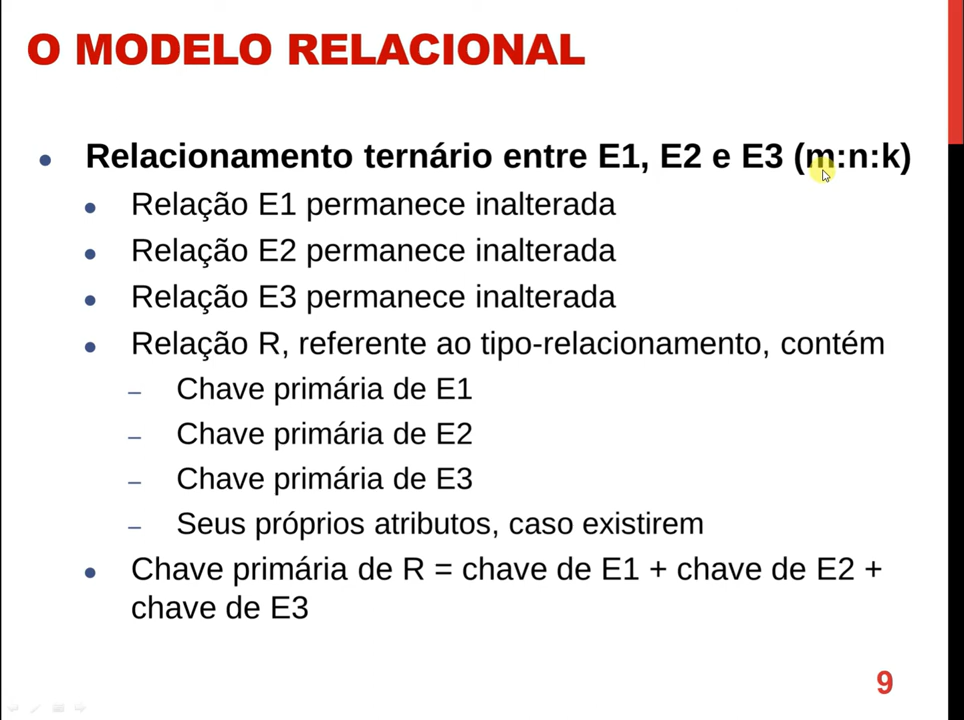 O MODELO RELACIONAL
• Relacionamento ternário entre E1, E2 e E3 (m:n:k)
• Relação E1 permanece inalterada
• Relação E2 permanece inalterada
• Relação E3 permanece inalterada
• Relação R, referente ao tipo-relacionamento, contém
– Chave primária de E1
– Chave primária de E2
– Chave primária de E3
– Seus próprios atributos, caso existirem
• Chave primária de R = chave de E1 + chave de E2 +
chave de E3
9